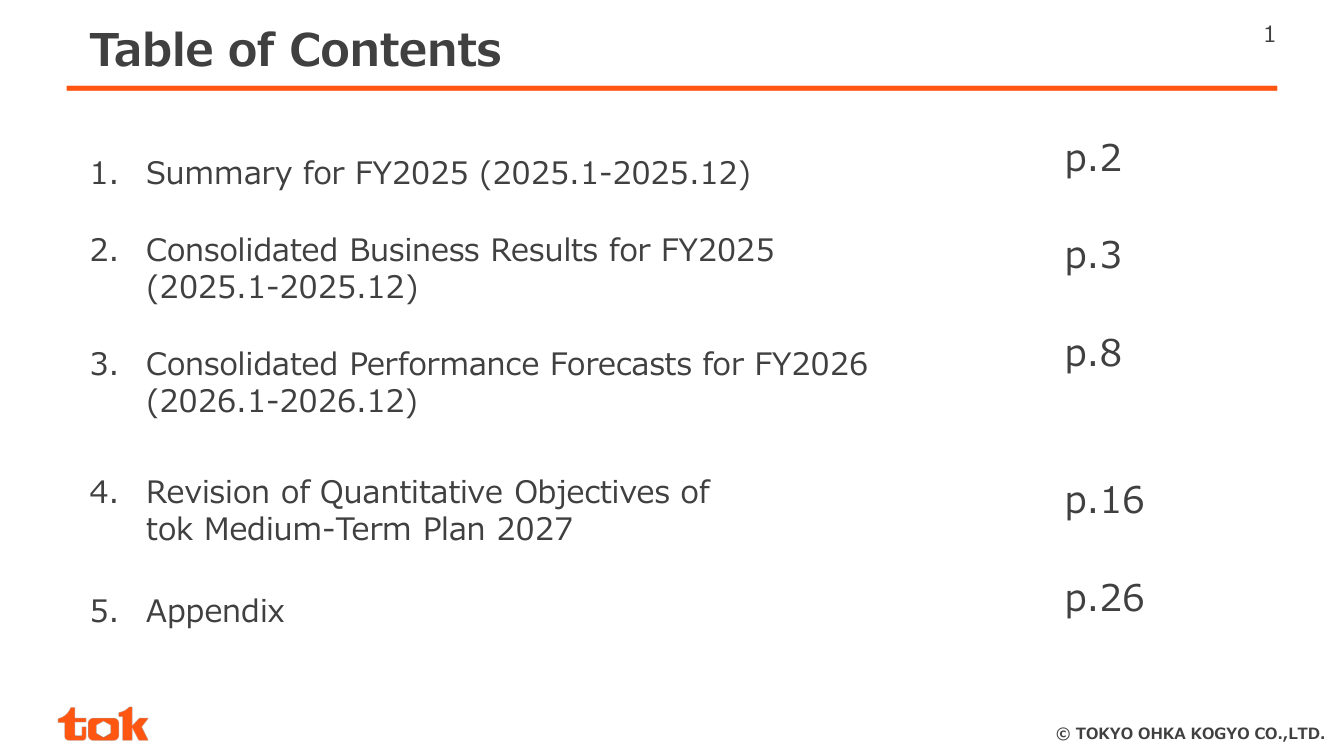 Table of Contents
1
1. Summary for FY2025 (2025.1-2025.12)
p.2
2. Consolidated Business Results for FY2025
(2025.1-2025.12)
p.3
3. Consolidated Performance Forecasts for FY2026
(2026.1-2026.12)
p.8
4. Revision of Quantitative Objectives of
tok Medium-Term Plan 2027
p.16
5. Appendix
p.26
tok
© TOKYO OHKA KOGYO CO.,LTD.